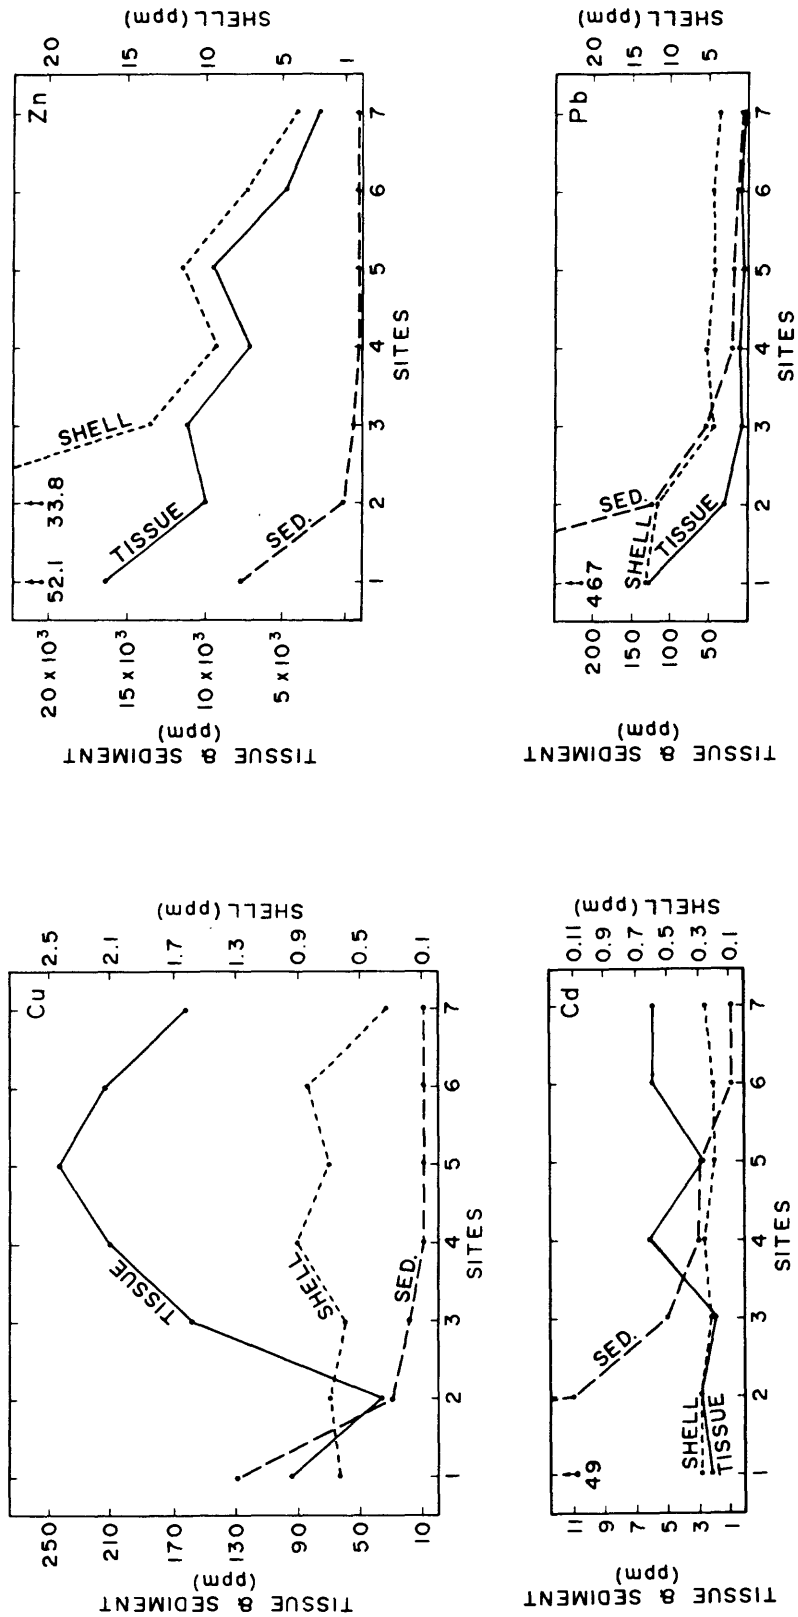 Cu
TISSUE & SEDIMENT
(ppm)
250
210
170
130
90
50
10
SHELL (ppm)
2.5
2.1
1.7
1.3
0.9
0.5
0.1
TISSUE
SHELL
SED.
1 2 3 4 5 6 7
SITES
Zn
TISSUE & SEDIMENT
(ppm)
20 x 10³
15 x 10³
10 x 10³
5 x 10³
SHELL (ppm)
20
15
10
5
1
52.1
33.8
SHELL
TISSUE
SED.
1 2 3 4 5 6 7
SITES
Cd
TISSUE & SEDIMENT
(ppm)
11
9
7
5
3
1
SHELL (ppm)
0.11
0.9
0.7
0.5
0.3
0.1
49
SED.
SHELL
TISSUE
1 2 3 4 5 6 7
SITES
Pb
TISSUE & SEDIMENT
(ppm)
200
150
100
50
SHELL (ppm)
20
15
10
5
467
SED.
SHELL
TISSUE
1 2 3 4 5 6 7
SITES